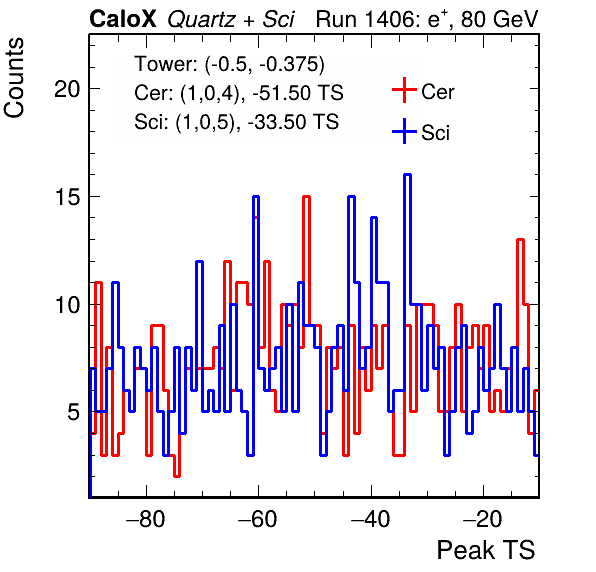 CaloX Quartz + Sci Run 1406: e⁺, 80 GeV
Counts
Tower: (-0.5, -0.375)
Cer: (1,0,4), -51.50 TS
Sci: (1,0,5), -33.50 TS
Cer
Sci
20
15
10
5
−80 −60 −40 −20
Peak TS